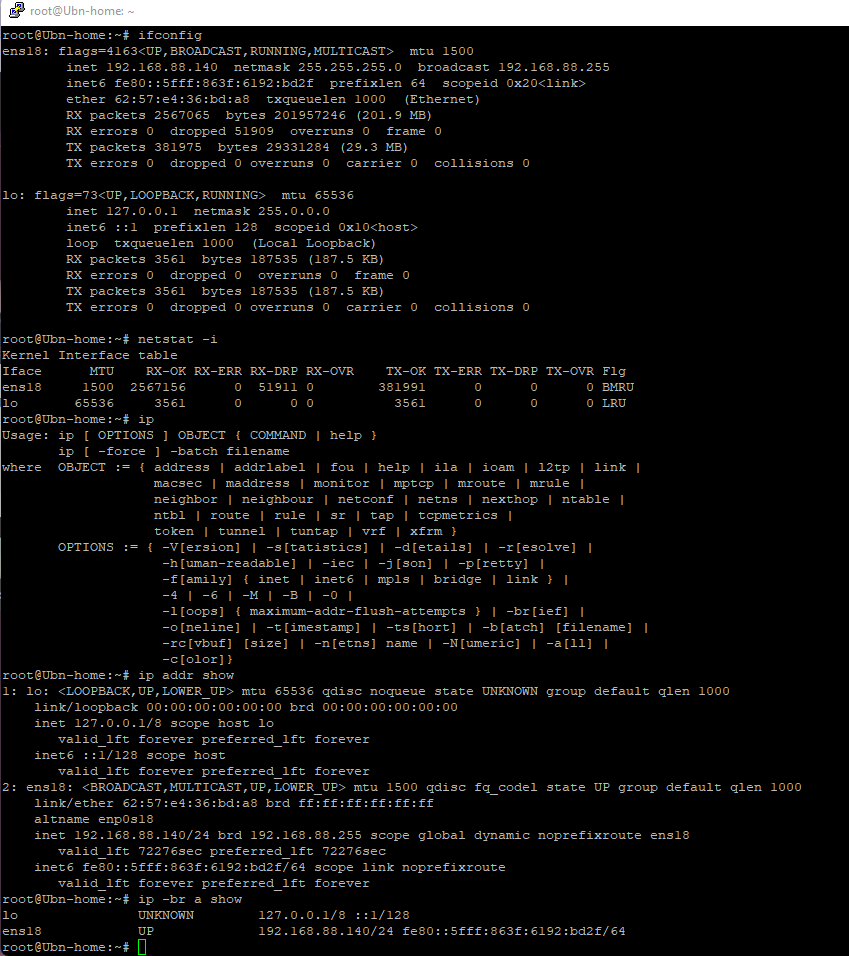 root@Ubn-home: ~
root@Ubn-home:~# ifconfig
ens18: flags=4163<UP,BROADCAST,RUNNING,MULTICAST>  mtu 1500
        inet 192.168.88.140  netmask 255.255.255.0  broadcast 192.168.88.255
        inet6 fe80::5fff:863f:6192:bd2f  prefixlen 64  scopeid 0x20<link>
        ether 62:57:e4:36:bd:a8  txqueuelen 1000  (Ethernet)
        RX packets 2567065  bytes 201957246 (201.9 MB)
        RX errors 0  dropped 51909  overruns 0  frame 0
        TX packets 381975  bytes 29331284 (29.3 MB)
        TX errors 0  dropped 0 overruns 0  carrier 0  collisions 0

lo: flags=73<UP,LOOPBACK,RUNNING>  mtu 65536
        inet 127.0.0.1  netmask 255.0.0.0
        inet6 ::1  prefixlen 128  scopeid 0x10<host>
        loop  txqueuelen 1000  (Local Loopback)
        RX packets 3561  bytes 187535 (187.5 KB)
        RX errors 0  dropped 0  overruns 0  frame 0
        TX packets 3561  bytes 187535 (187.5 KB)
        TX errors 0  dropped 0 overruns 0  carrier 0  collisions 0

root@Ubn-home:~# netstat -i
Kernel Interface table
Iface      MTU    RX-OK RX-ERR RX-DRP RX-OVR    TX-OK TX-ERR TX-DRP TX-OVR Flg
ens18     1500  2567156      0  51911 0        381991      0      0      0 BMRU
lo       65536     3561      0      0 0          3561      0      0      0 LRU
root@Ubn-home:~# ip
Usage: ip [ OPTIONS ] OBJECT { COMMAND | help }
       ip [ -force ] -batch filename
where  OBJECT := { address | addrlabel | fou | help | ila | ioam | l2tp | link |
                   macsec | maddress | monitor | mptcp | mroute | mrule |
                   neighbor | neighbour | netconf | netns | nexthop | ntable |
                   ntbl | route | rule | sr | tap | tcpmetrics |
                   token | tunnel | tuntap | vrf | xfrm }
       OPTIONS := { -V[ersion] | -s[tatistics] | -d[etails] | -r[esolve] |
                    -h[uman-readable] | -iec | -j[son] | -p[retty] |
                    -f[amily] { inet | inet6 | mpls | bridge | link } |
                    -4 | -6 | -M | -B | -0 |
                    -l[oops] { maximum-addr-flush-attempts } | -br[ief] |
                    -o[neline] | -t[imestamp] | -ts[hort] | -b[atch] [filename] |
                    -rc[vbuf] [size] | -n[etns] name | -N[umeric] | -a[ll] |
                    -c[olor]}
root@Ubn-home:~# ip addr show
1: lo: <LOOPBACK,UP,LOWER_UP> mtu 65536 qdisc noqueue state UNKNOWN group default qlen 1000
    link/loopback 00:00:00:00:00:00 brd 00:00:00:00:00:00
    inet 127.0.0.1/8 scope host lo
       valid_lft forever preferred_lft forever
    inet6 ::1/128 scope host
       valid_lft forever preferred_lft forever
2: ens18: <BROADCAST,MULTICAST,UP,LOWER_UP> mtu 1500 qdisc fq_codel state UP group default qlen 1000
    link/ether 62:57:e4:36:bd:a8 brd ff:ff:ff:ff:ff:ff
    altname enp0s18
    inet 192.168.88.140/24 brd 192.168.88.255 scope global dynamic noprefixroute ens18
       valid_lft 72276sec preferred_lft 72276sec
    inet6 fe80::5fff:863f:6192:bd2f/64 scope link noprefixroute
       valid_lft forever preferred_lft forever
root@Ubn-home:~# ip -br a show
lo               UNKNOWN        127.0.0.1/8 ::1/128
ens18            UP             192.168.88.140/24 fe80::5fff:863f:6192:bd2f/64
root@Ubn-home:~#